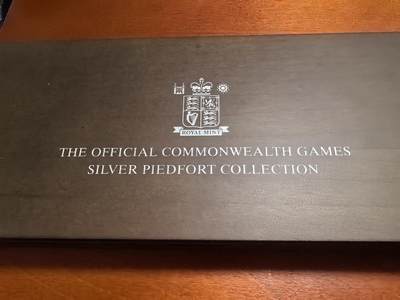 ROYAL MINT
THE OFFICIAL COMMONWEALTH GAMES
SILVER PIEDFORT COLLECTION